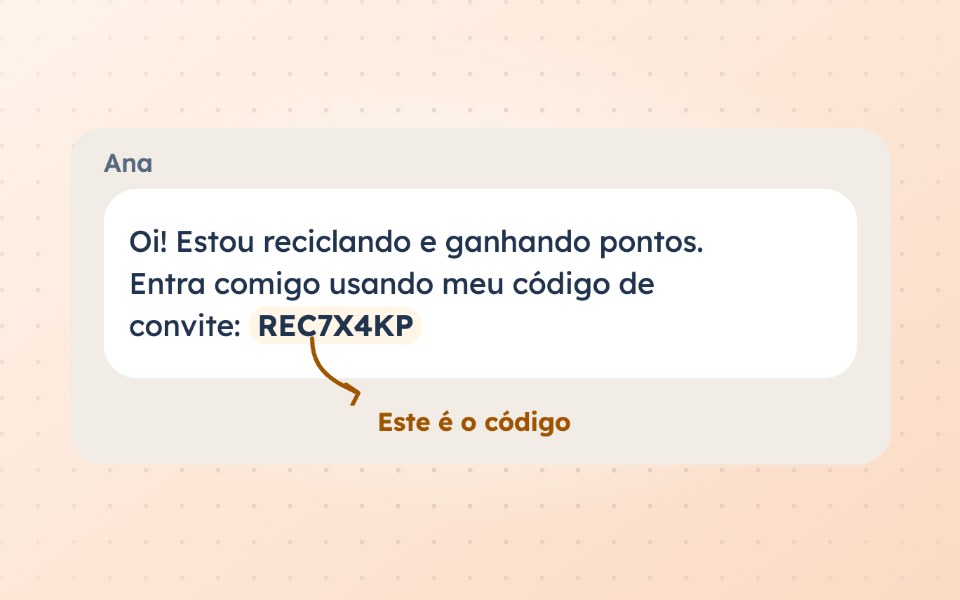 Ana
Oi! Estou reciclando e ganhando pontos.
Entra comigo usando meu código de
convite: REC7X4KP
Este é o código